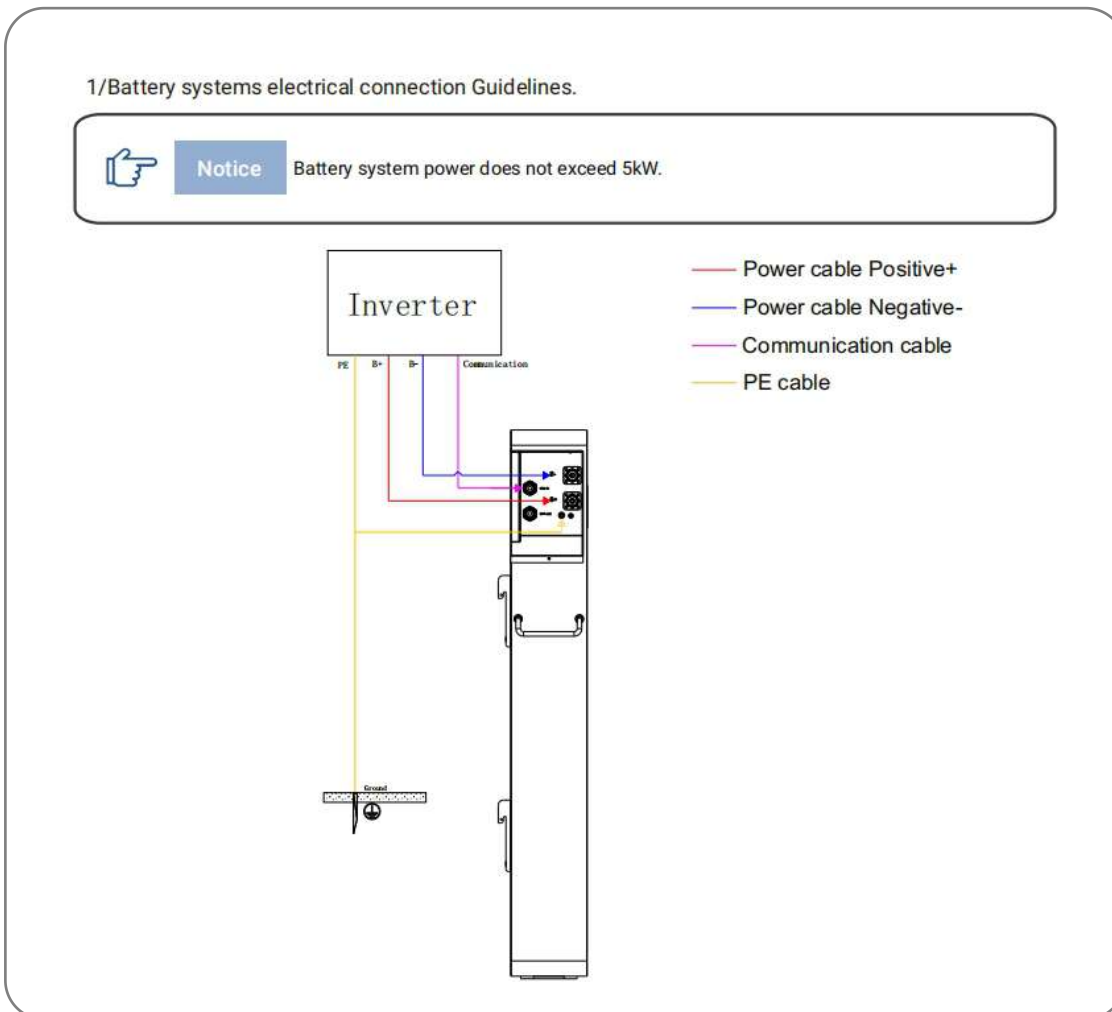 1/Battery systems electrical connection Guidelines.
Notice
Battery system power does not exceed 5kW.
Inverter
PE
B+
B-
Communication
Power cable Positive+
Power cable Negative-
Communication cable
PE cable
Ground